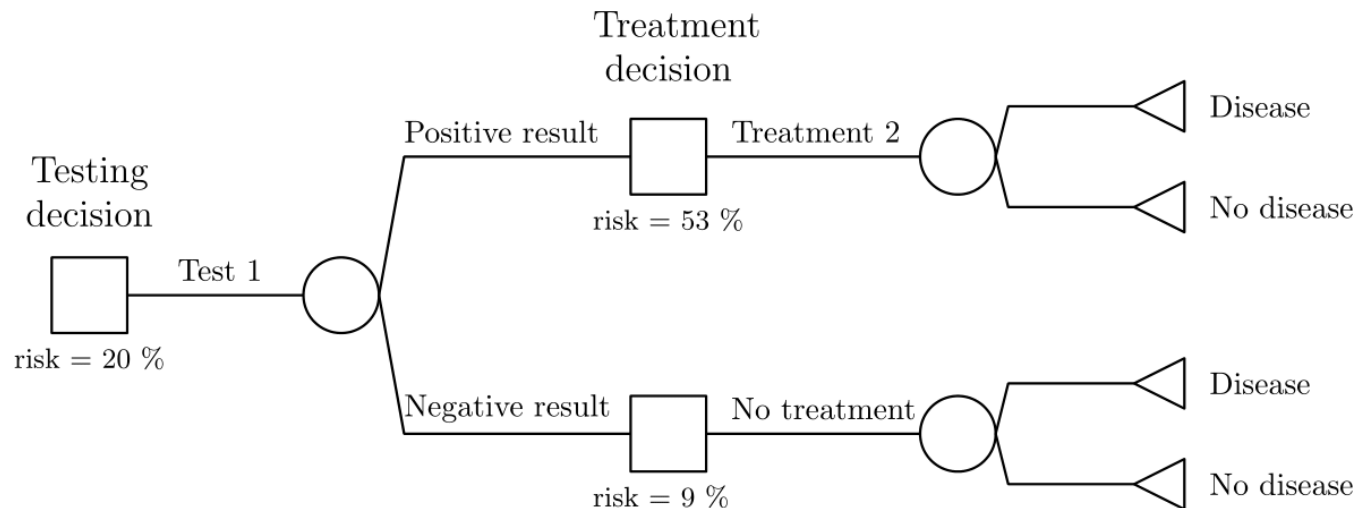 Treatment
decision
Disease
Positive result
Treatment 2
Testing
decision
No disease
risk = 53 %
Test 1
risk = 20 %
Disease
Negative result
No treatment
No disease
risk = 9 %